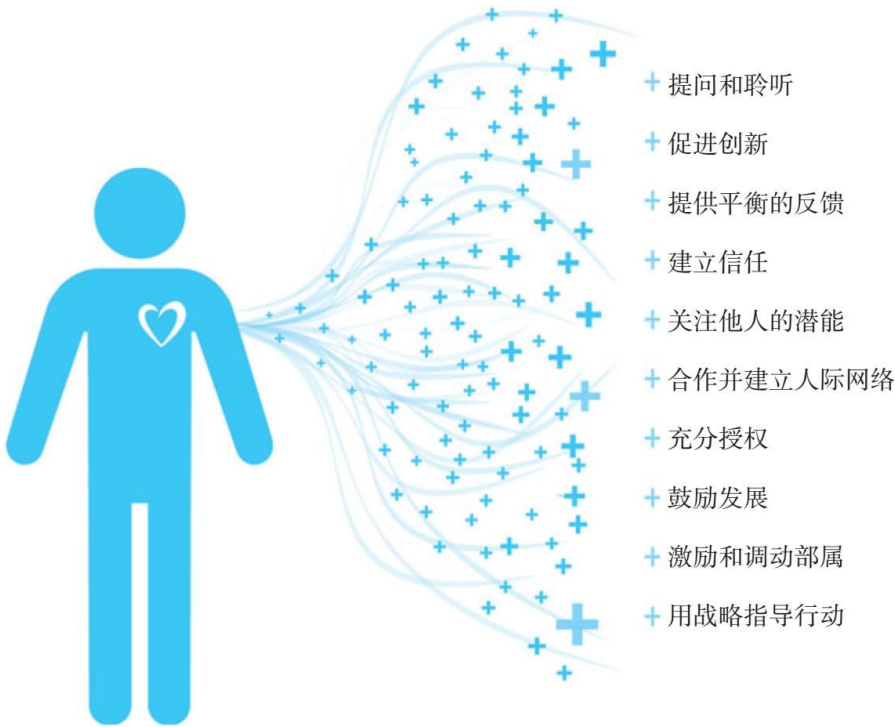 提问和聆听
促进创新
提供平衡的反馈
建立信任
关注他人的潜能
合作并建立人际网络
充分授权
鼓励发展
激励和调动部属
用战略指导行动